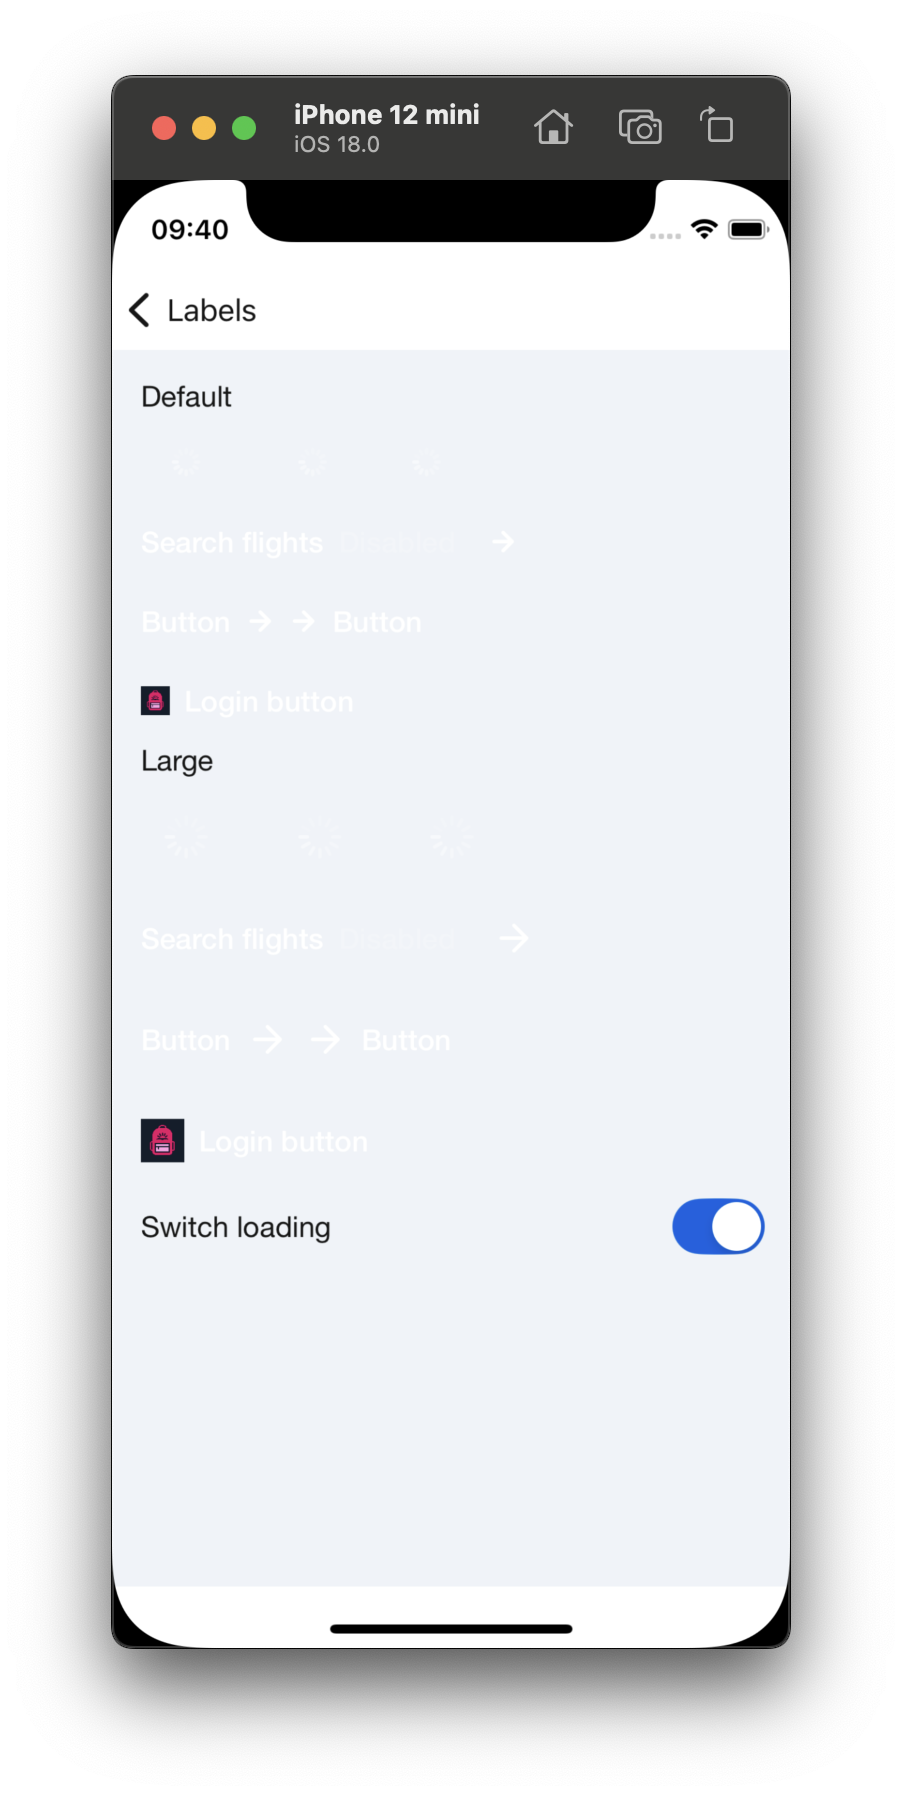 iPhone 12 mini
iOS 18.0
09:40
Labels
Default
Search flights Disabled
Button Button
Login button
Large
Search flights Disabled
Button Button
Login button
Switch loading